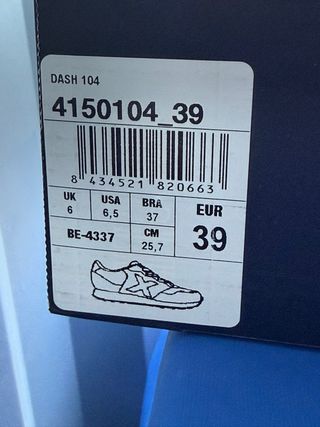 DASH 104
4150104_39
8 434521 820663
UK USA BRA EUR
6 6,5 37 39
BE-4337 CM
25,7